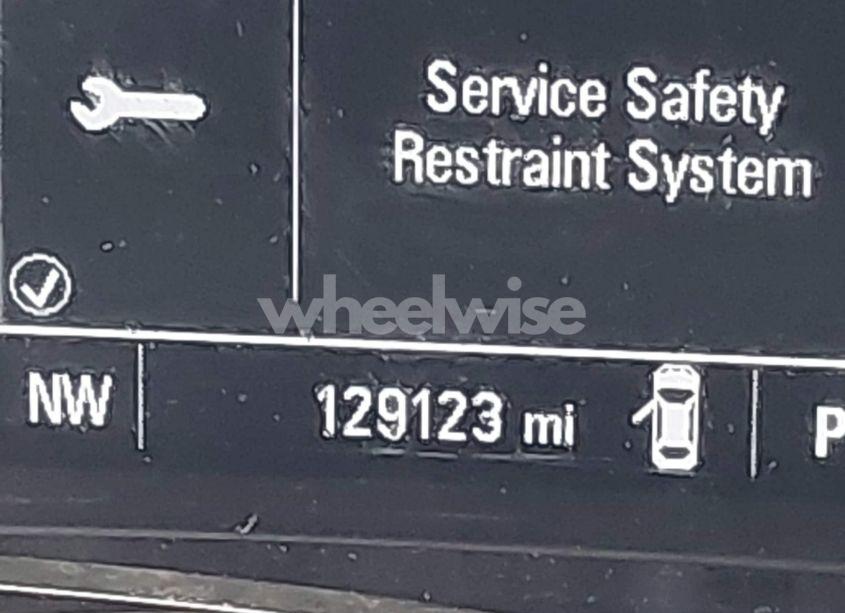 Service Safety
Restraint System
wheelwise
NW 129123 mi P